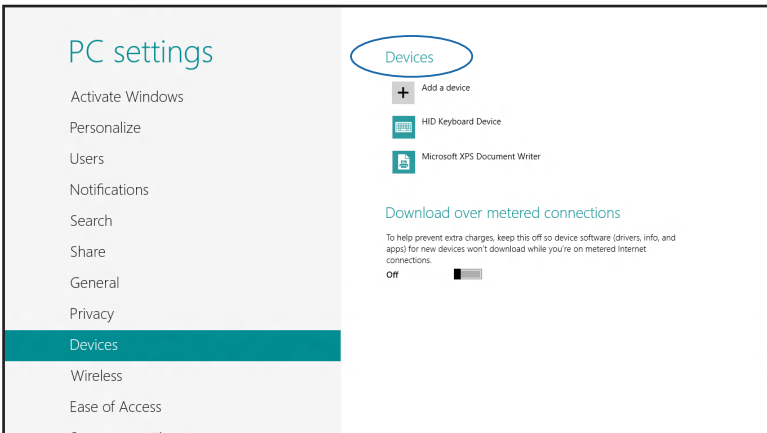 PC settings
Activate Windows
Personalize
Users
Notifications
Search
Share
General
Privacy
Devices
Wireless
Ease of Access
Devices
Add a device
HID Keyboard Device
Microsoft XPS Document Writer
Download over metered connections
To help prevent extra charges, keep this off so device software (drivers, info, and
apps) for new devices won't download while you're on metered Internet
connections.
Off